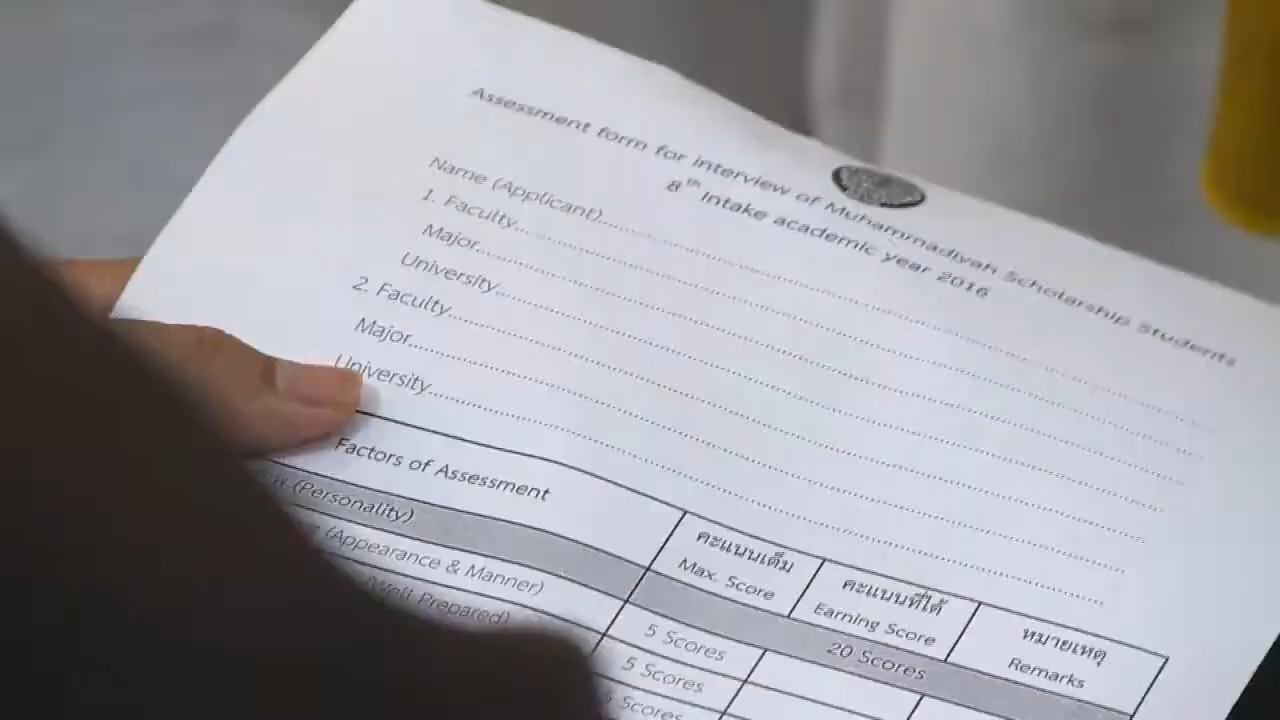 Assessment form for interview of Muhammadiyah Scholarship Students
8th Intake academic year 2016
Name (Applicant)
1. Faculty
Major
University
2. Faculty
Major
University
Factors of Assessment
คะแนนเต็ม
Max. Score
คะแนนที่ได้
Earning Score
หมายเหตุ
Remarks
(Personality)
20 Scores
(Appearance & Manner)
5 Scores
(Well Prepared)
5 Scores
Scores